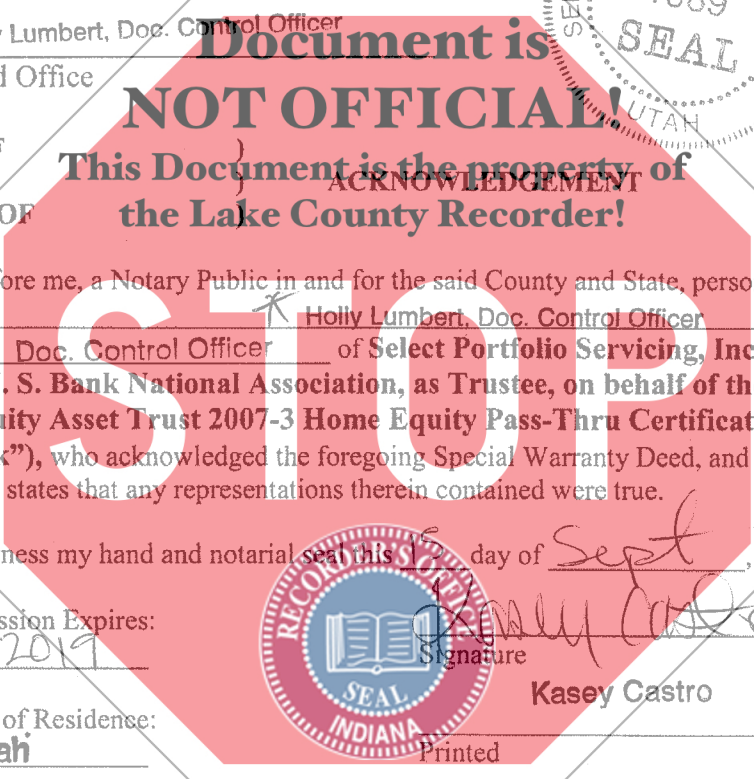 Lumbert, Doc. Control Officer
Document is
Office
NOT OFFICIAL!
SEAL
UTAH
This Document is the property of
ACKNOWLEDGEMENT
OF
the Lake County Recorder!
fore me, a Notary Public in and for the said County and State, perso
Holly Lumbert, Doc. Control Officer
STOP
Doc. Control Officer of Select Portfolio Servicing, Inc
. S. Bank National Association, as Trustee, on behalf of th
uity Asset Trust 2007-3 Home Equity Pass-Thru Certificat
k”), who acknowledged the foregoing Special Warranty Deed, and
states that any representations therein contained were true.
ness my hand and notarial seal this 15 day of Sept,
RECORDER'S OFFICE
SEAL
INDIANA
ssion Expires:
2019
Kasey Castro
Signature
Kasey Castro
of Residence:
ah
Printed